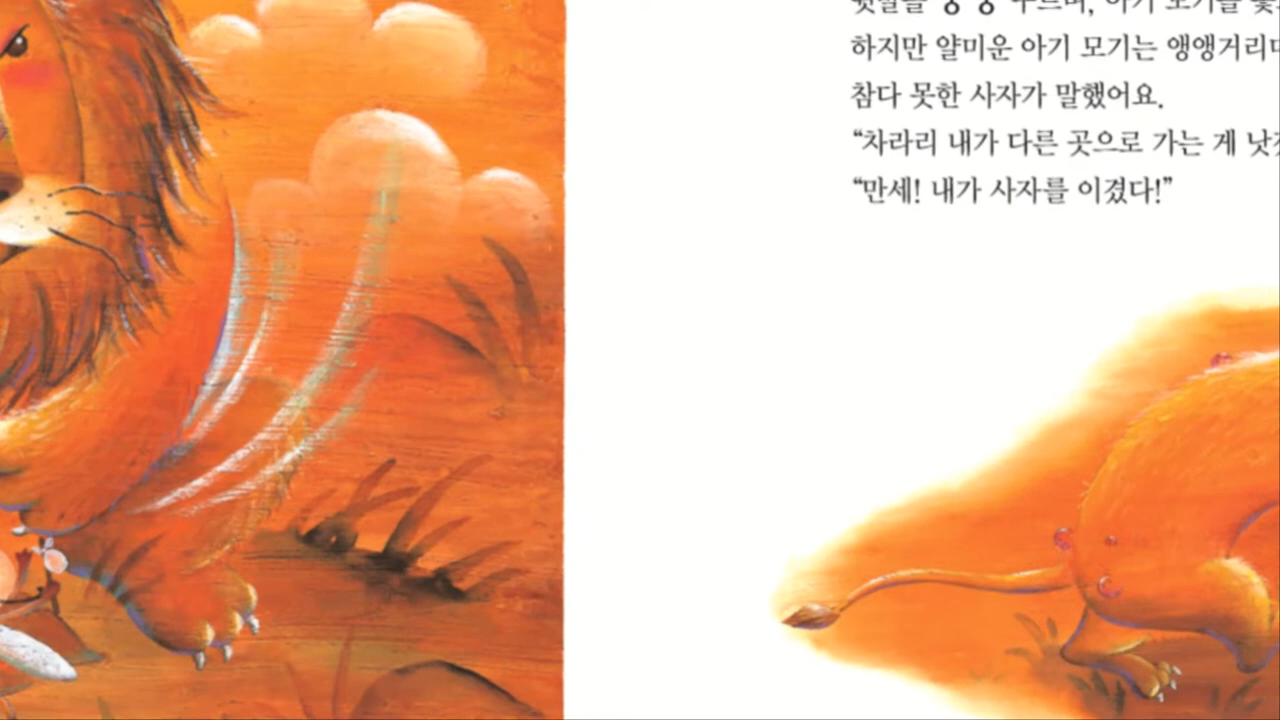 하지만 얄미운 아기 모기는 앵앵거리
참다 못한 사자가 말했어요.
“차라리 내가 다른 곳으로 가는 게 낫
“만세! 내가 사자를 이겼다!”